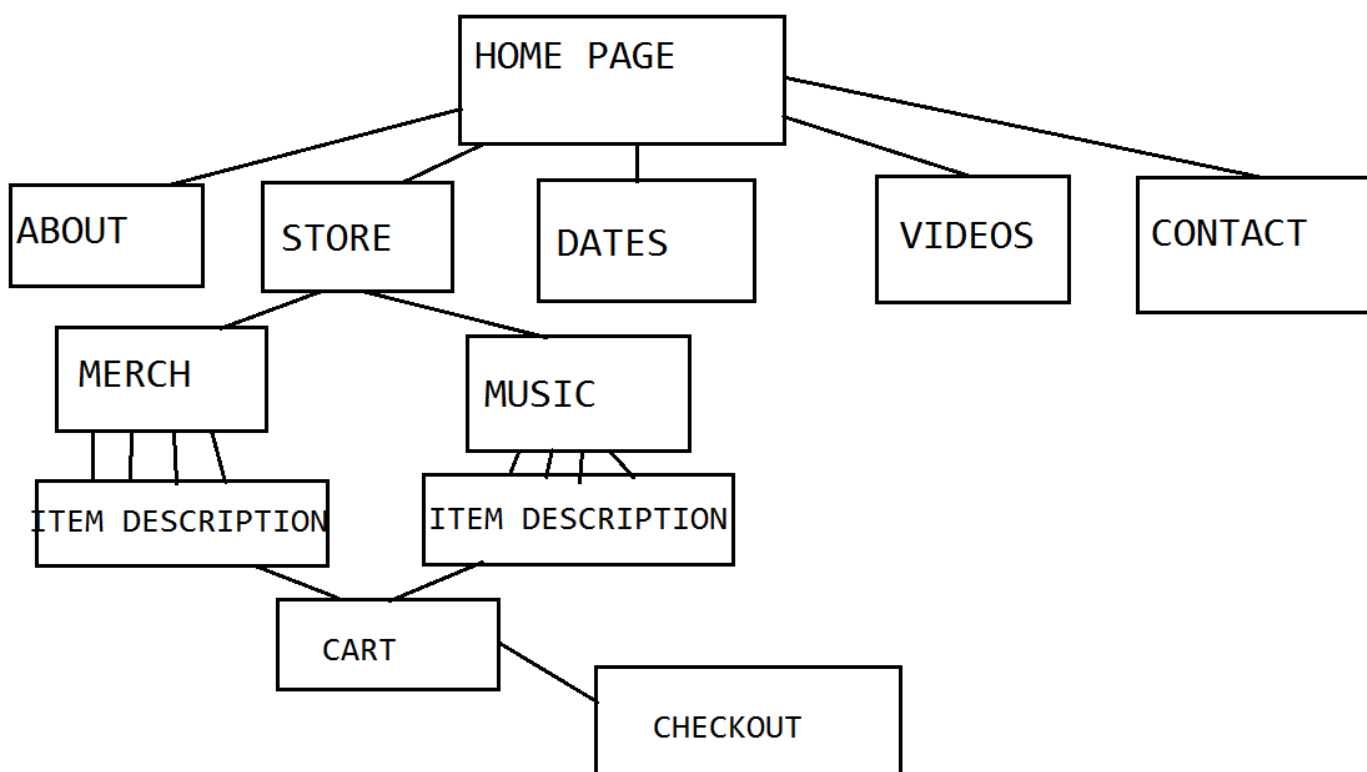 HOME PAGE
ABOUT
STORE
DATES
VIDEOS
CONTACT
MERCH
MUSIC
ITEM DESCRIPTION
ITEM DESCRIPTION
CART
CHECKOUT